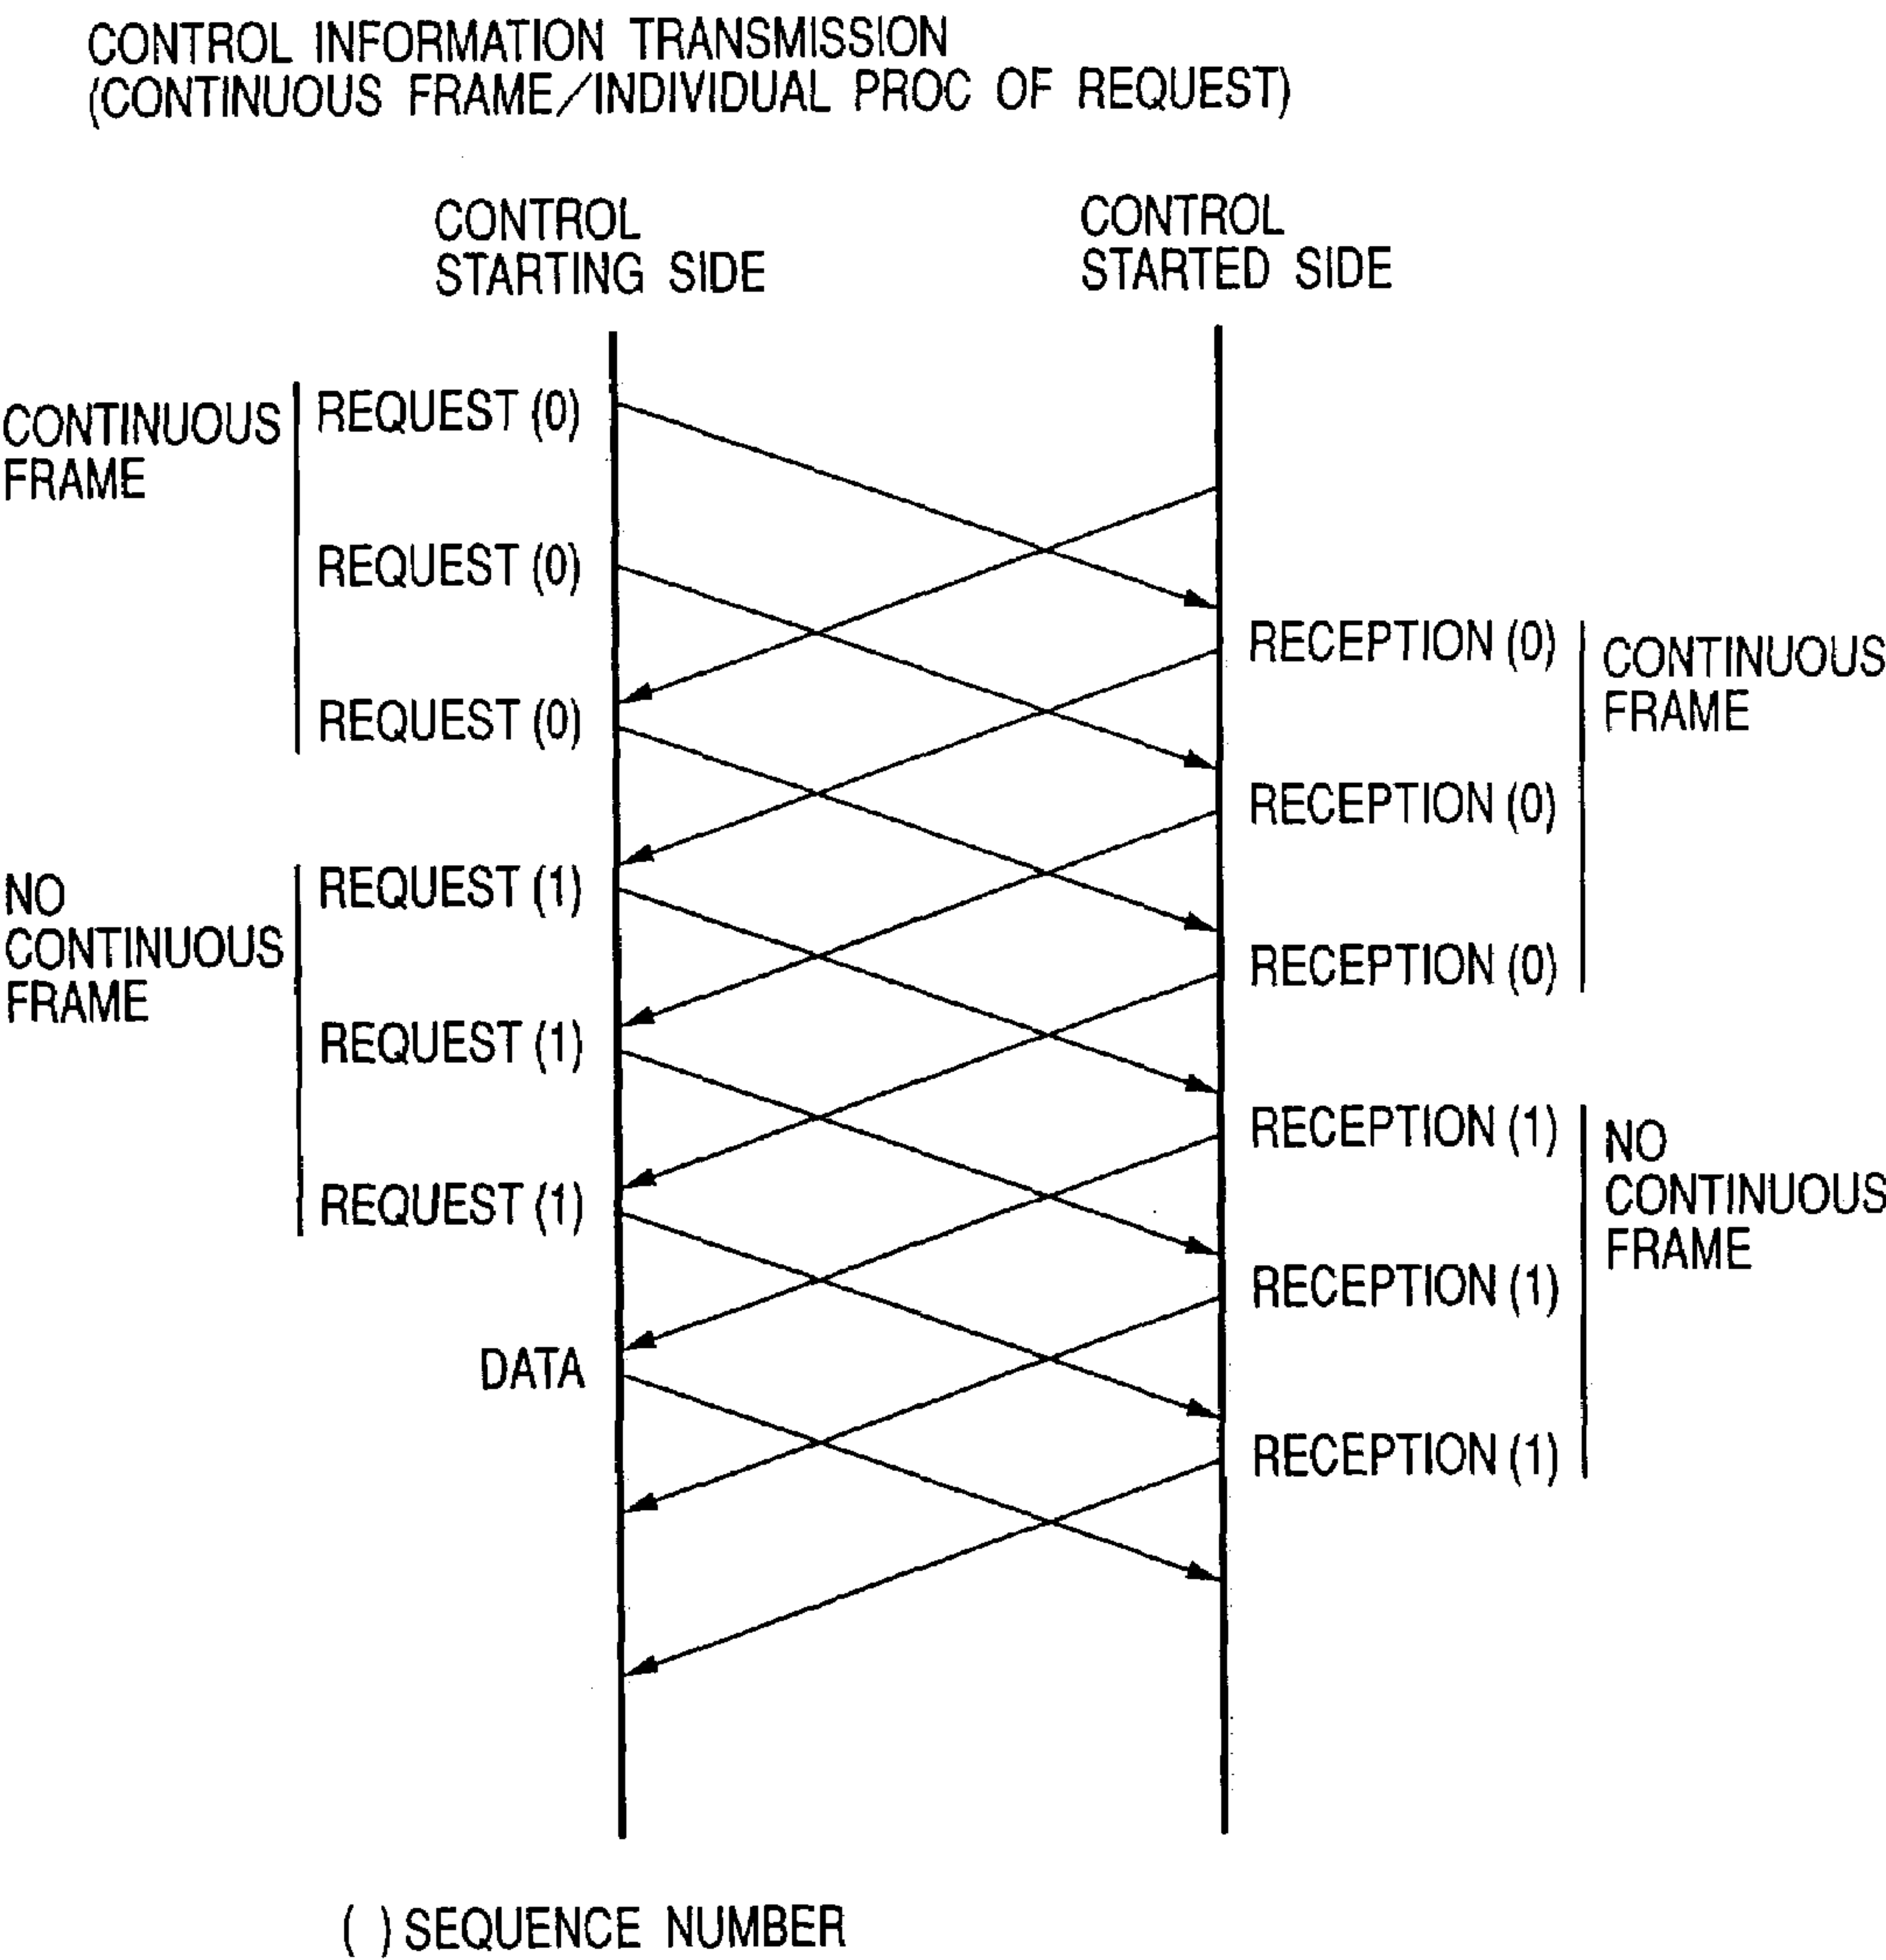 CONTROL INFORMATION TRANSMISSION
(CONTINUOUS FRAME/INDIVIDUAL PROC OF REQUEST)
CONTROL
STARTING SIDE
CONTROL
STARTED SIDE
CONTINUOUS
FRAME
REQUEST (0)
REQUEST (0)
REQUEST (0)
RECEPTION (0)
CONTINUOUS
FRAME
RECEPTION (0)
RECEPTION (0)
NO
CONTINUOUS
FRAME
REQUEST (1)
REQUEST (1)
REQUEST (1)
RECEPTION (1)
NO
CONTINUOUS
FRAME
RECEPTION (1)
RECEPTION (1)
DATA
( ) SEQUENCE NUMBER